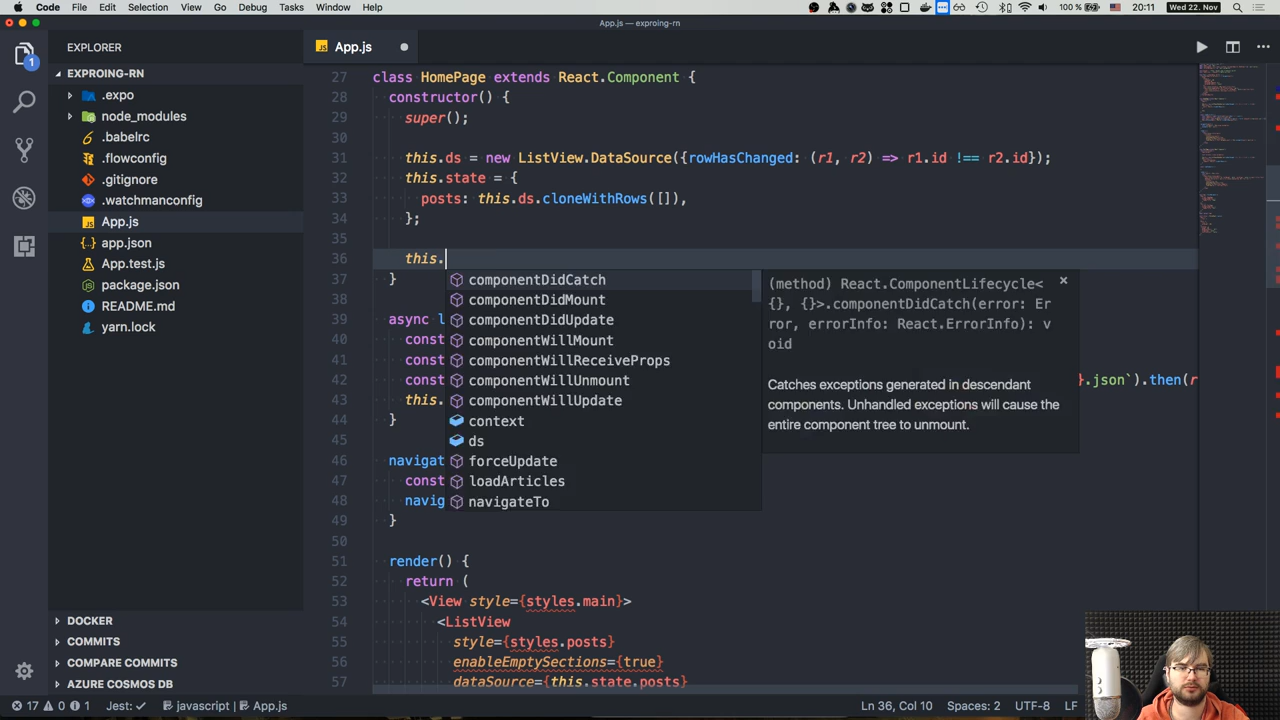 Code File Edit Selection View Go Debug Tasks Window Help 100 % 20:11 Wed 22. Nov
App.js — exproing-rn
EXPLORER
App.js
EXPROING-RN
.expo
node_modules
.babelrc
.flowconfig
.gitignore
.watchmanconfig
App.js
app.json
App.test.js
package.json
README.md
yarn.lock
DOCKER
COMMITS
COMPARE COMMITS
AZURE COSMOS DB
27 class HomePage extends React.Component {
28 constructor() {
29 super();
30
31 this.ds = new ListView.DataSource({rowHasChanged: (r1, r2) => r1.id !== r2.id});
32 this.state = {
33 posts: this.ds.cloneWithRows([]),
34 };
35
36 this.
37 }
38
39 async l
40 const
41 const
42 const }.json`).then(r
43 this.
44 }
45
46 navigat
47 const
48 navig
49 }
50
51 render() {
52 return (
53 <View style={styles.main}>
54 <ListView
55 style={styles.posts}
56 enableEmptySections={true}
57 dataSource={this.state.posts}
componentDidCatch
componentDidMount
componentDidUpdate
componentWillMount
componentWillReceiveProps
componentWillUnmount
componentWillUpdate
context
ds
forceUpdate
loadArticles
navigateTo
(method) React.ComponentLifecycle<
{}, {}>.componentDidCatch(error: Er
ror, errorInfo: React.ErrorInfo): v
oid
Catches exceptions generated in descendant
components. Unhandled exceptions will cause the
entire component tree to unmount.
17 0 1 Jest: ✓ javascript | App.js Ln 36, Col 10 Spaces: 2 UTF-8 LF